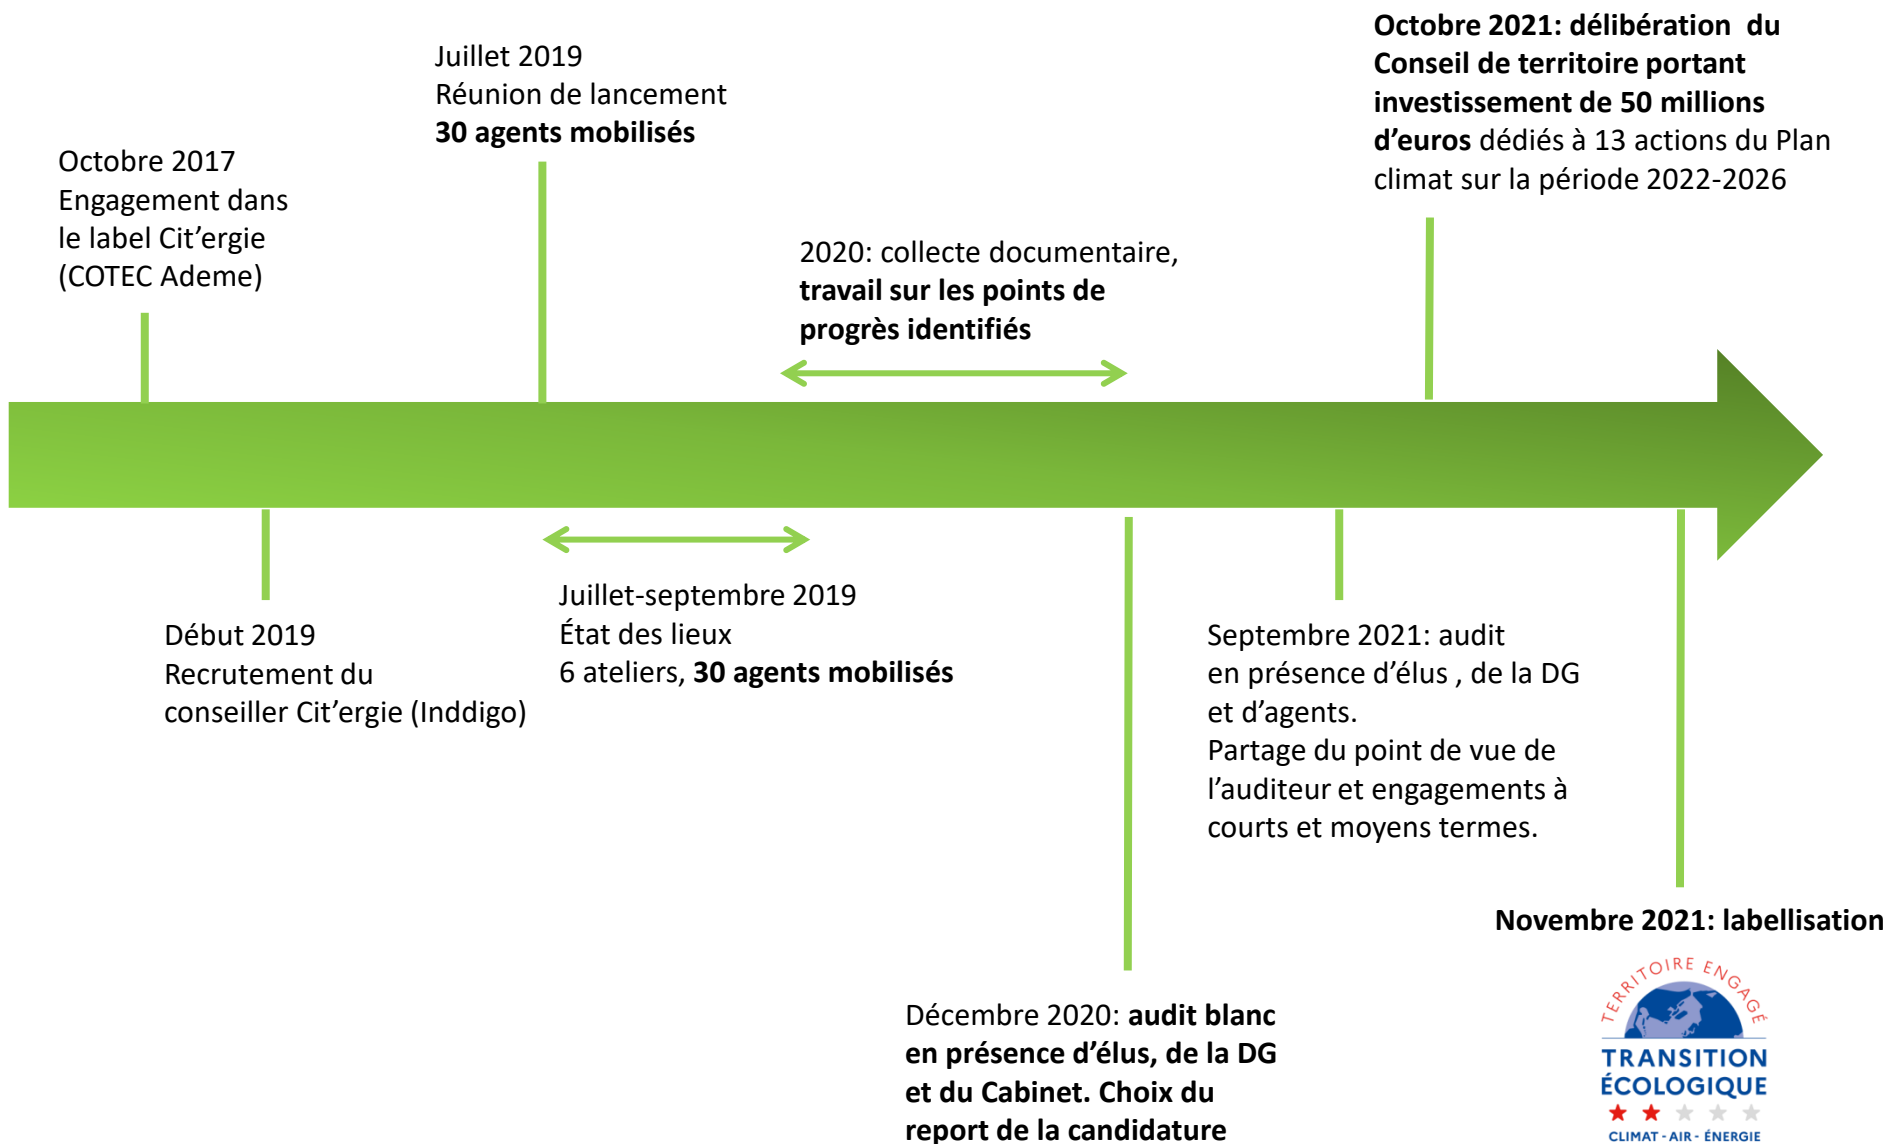 Octobre 2017
Engagement dans
le label Cit’ergie
(COTEC Ademe)
Juillet 2019
Réunion de lancement
30 agents mobilisés
2020: collecte documentaire,
travail sur les points de
progrès identifiés
Octobre 2021: délibération du
Conseil de territoire portant
investissement de 50 millions
d’euros dédiés à 13 actions du Plan
climat sur la période 2022-2026
Début 2019
Recrutement du
conseiller Cit’ergie (Inddigo)
Juillet-septembre 2019
État des lieux
6 ateliers, 30 agents mobilisés
Décembre 2020: audit blanc
en présence d’élus, de la DG
et du Cabinet. Choix du
report de la candidature
Septembre 2021: audit
en présence d’élus , de la DG
et d’agents.
Partage du point de vue de
l’auditeur et engagements à
courts et moyens termes.
Novembre 2021: labellisation
TERRITOIRE ENGAGÉ
TRANSITION
ÉCOLOGIQUE
CLIMAT - AIR - ÉNERGIE